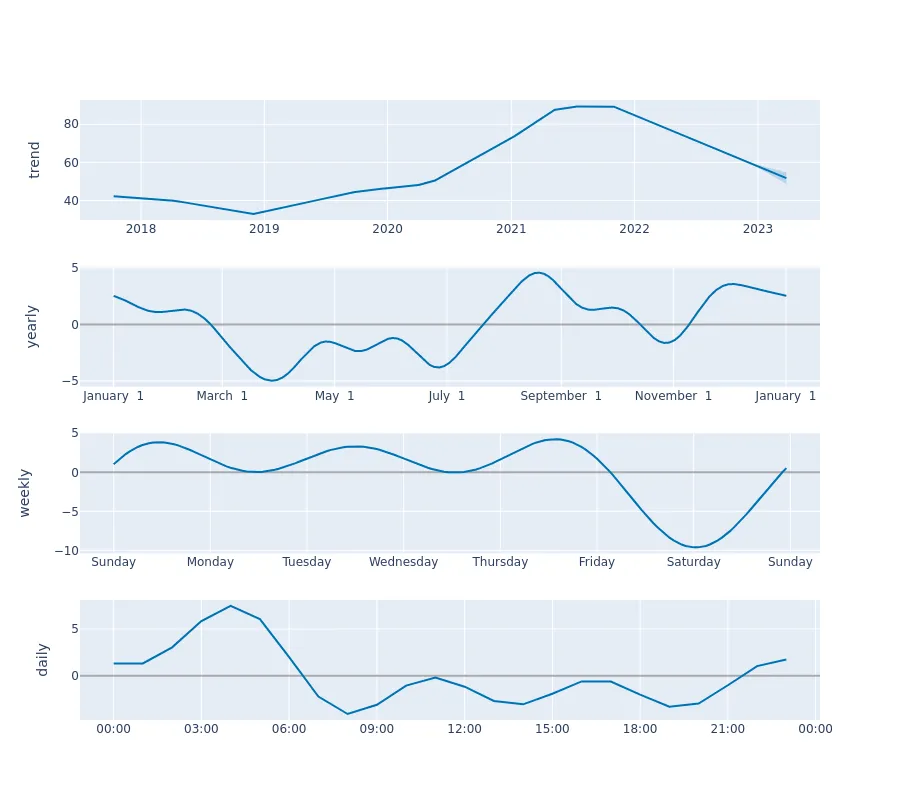 trend
80
60
40
2018 2019 2020 2021 2022 2023
yearly
5
0
−5
January 1 March 1 May 1 July 1 September 1 November 1 January 1
weekly
5
0
−5
−10
Sunday Monday Tuesday Wednesday Thursday Friday Saturday Sunday
daily
5
0
00:00 03:00 06:00 09:00 12:00 15:00 18:00 21:00 00:00